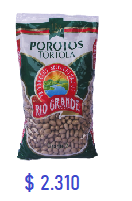 POROTOS
TORTOLA
RIO GRANDE
$ 2.310